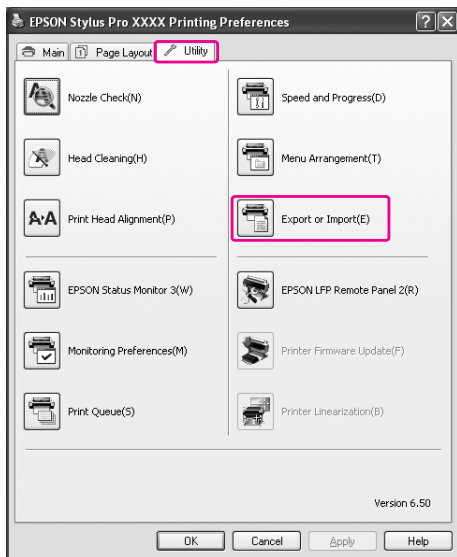 EPSON Stylus Pro XXXX Printing Preferences
Main
Page Layout
Utility
Nozzle Check(N)
Speed and Progress(D)
Head Cleaning(H)
Menu Arrangement(T)
A:A
Print Head Alignment(P)
Export or Import(E)
EPSON Status Monitor 3(W)
EPSON LFP Remote Panel 2(R)
Monitoring Preferences(M)
Printer Firmware Update(F)
Print Queue(S)
Printer Linearization(B)
Version 6.50
OK
Cancel
Apply
Help